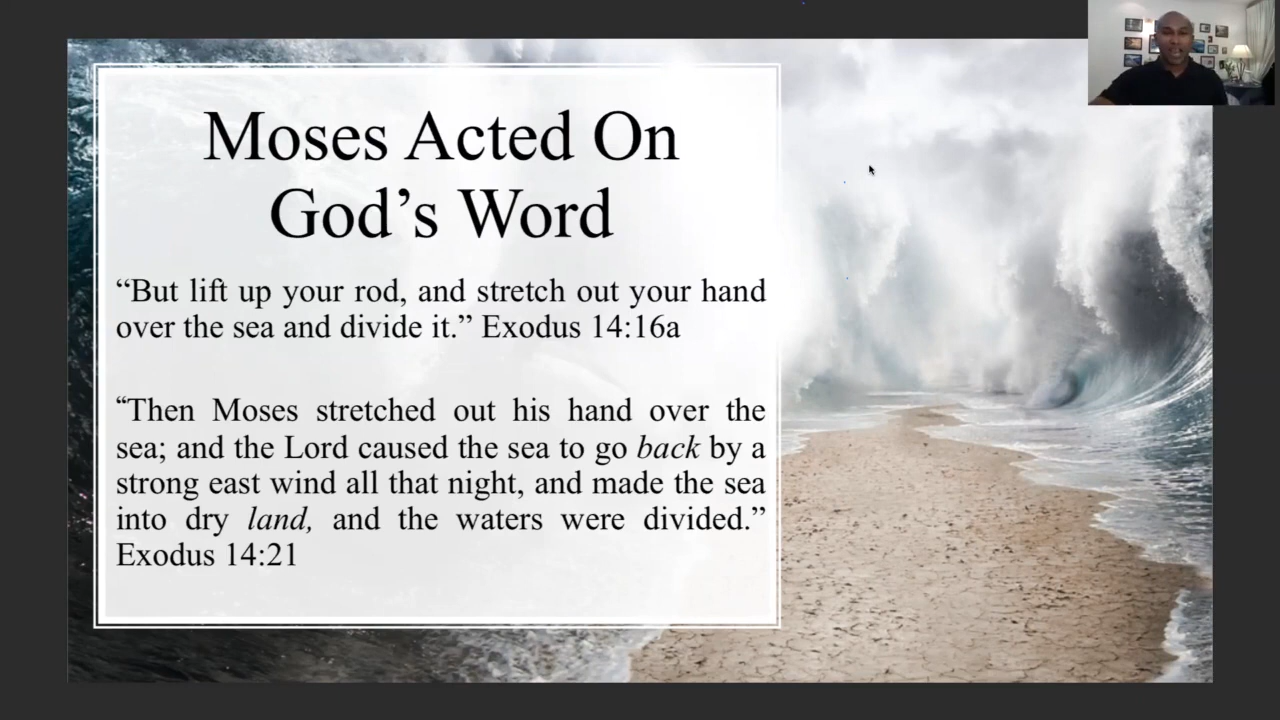 Moses Acted On
God’s Word
“But lift up your rod, and stretch out your hand
over the sea and divide it.” Exodus 14:16a
“Then Moses stretched out his hand over the
sea; and the Lord caused the sea to go back by a
strong east wind all that night, and made the sea
into dry land, and the waters were divided.”
Exodus 14:21